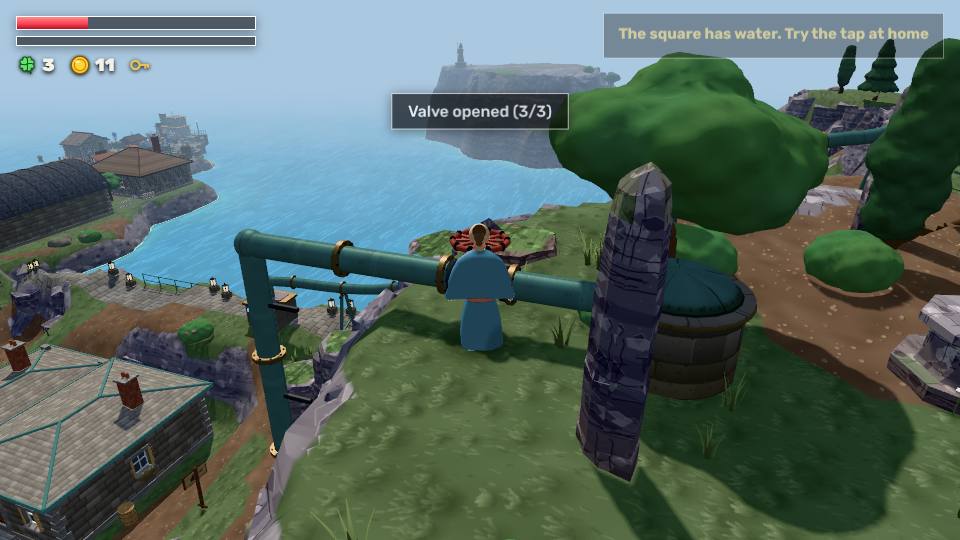 The square has water. Try the tap at home
3 11
Valve opened (3/3)